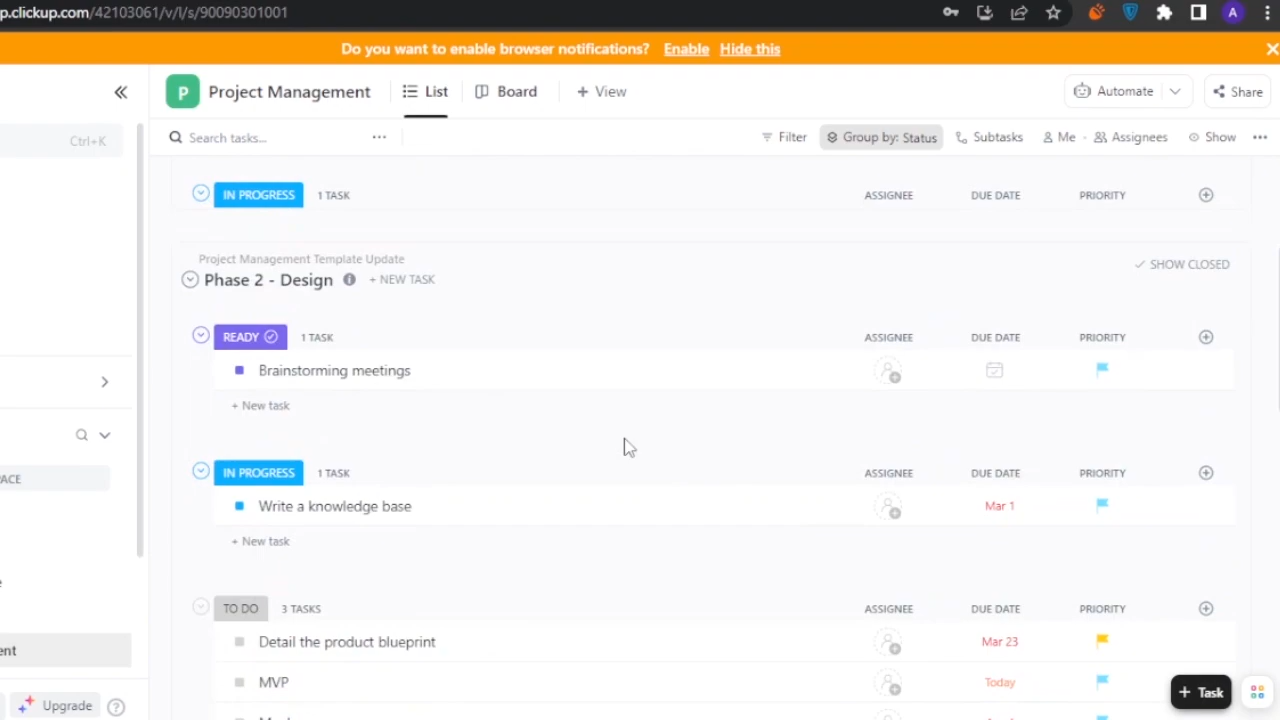 p.clickup.com/42103061/v/l/s/90090301001
A
Do you want to enable browser notifications? Enable Hide this
P Project Management List Board + View Automate Share
Ctrl+K
Search tasks... Filter Group by: Status Subtasks Me Assignees Show
IN PROGRESS 1 TASK ASSIGNEE DUE DATE PRIORITY
Project Management Template Update
Phase 2 - Design + NEW TASK SHOW CLOSED
READY 1 TASK ASSIGNEE DUE DATE PRIORITY
Brainstorming meetings
+ New task
IN PROGRESS 1 TASK ASSIGNEE DUE DATE PRIORITY
PACE
Write a knowledge base Mar 1
+ New task
e
TO DO 3 TASKS ASSIGNEE DUE DATE PRIORITY
Detail the product blueprint Mar 23
ent
MVP Today
+ Task
Upgrade ?